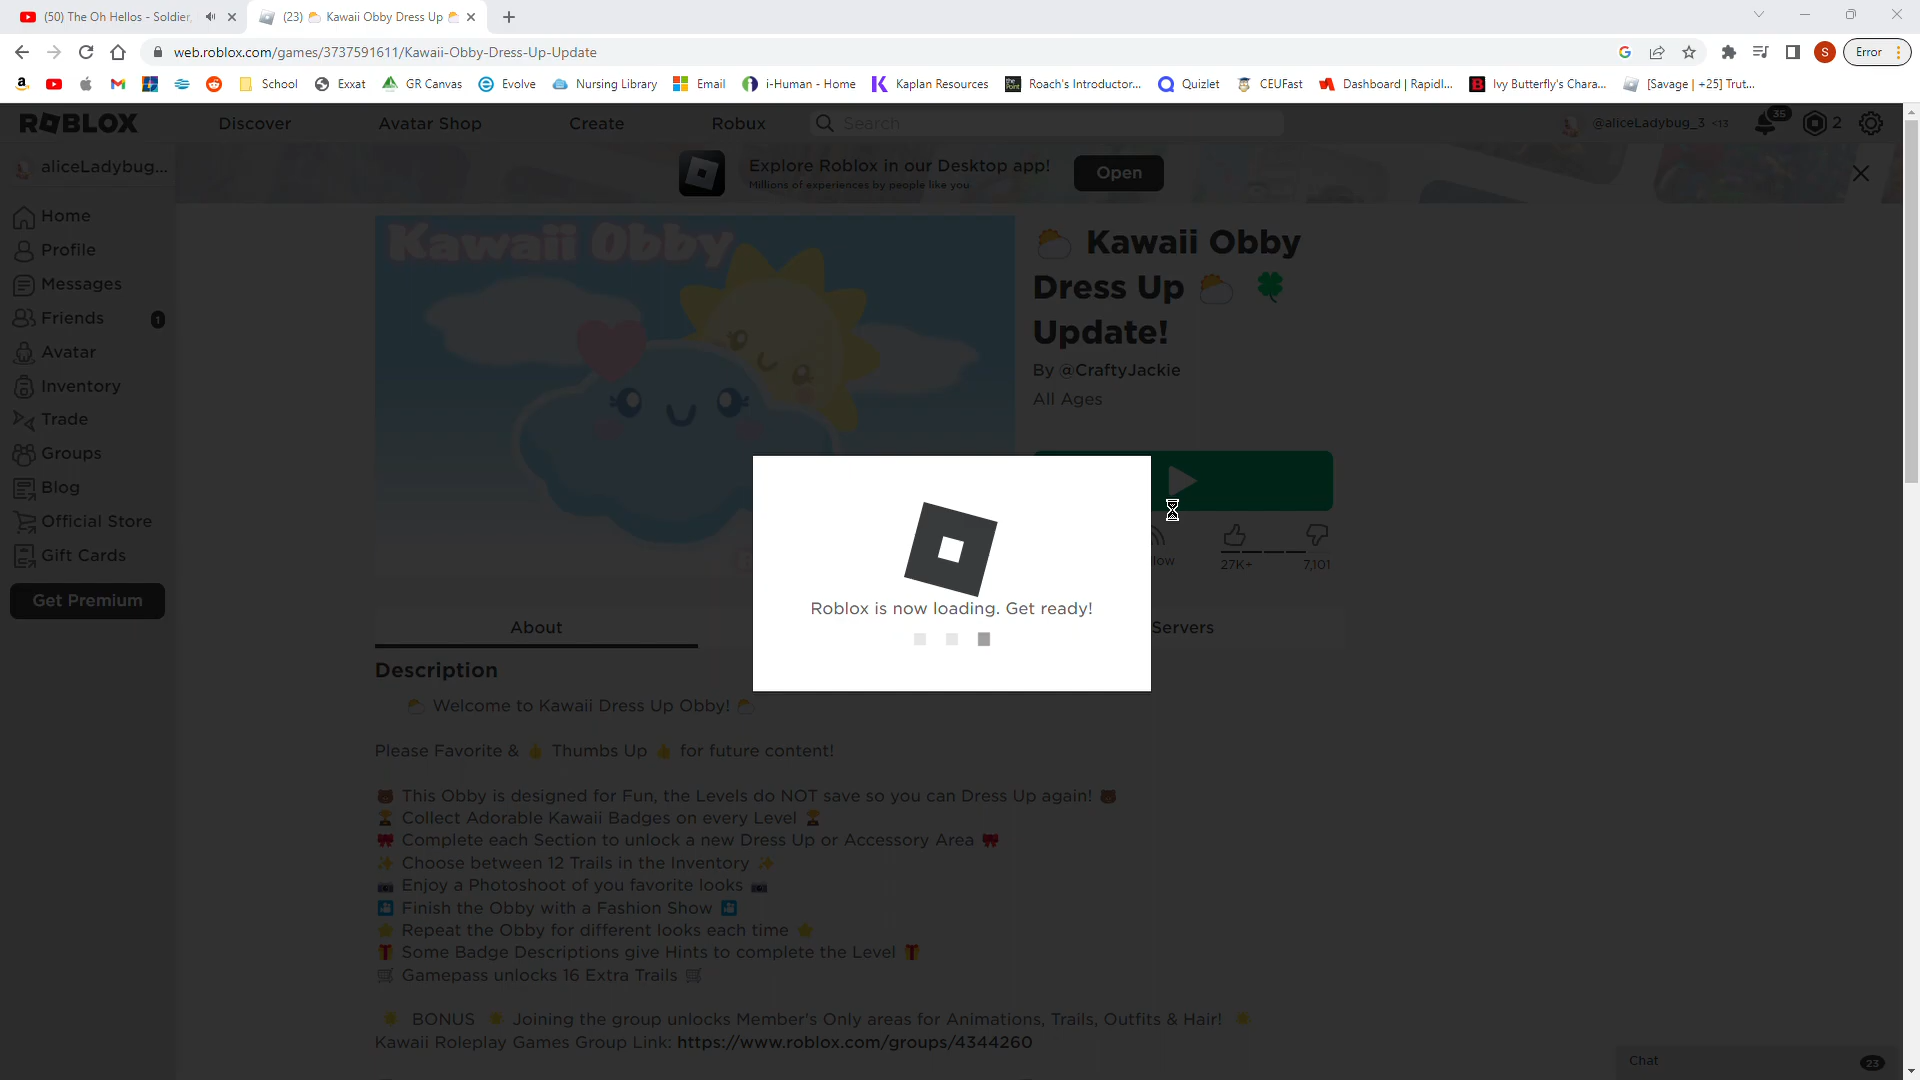 (50) The Oh Hellos - Soldier,
(23) Kawaii Obby Dress Up
web.roblox.com/games/3737591611/Kawaii-Obby-Dress-Up-Update
S
Error
School
Exxat
GR Canvas
Evolve
Nursing Library
Email
i-Human - Home
Kaplan Resources
Roach's Introductor...
Quizlet
CEUFast
Dashboard | Rapidl...
Ivy Butterfly's Chara...
[Savage | +25] Trut...
ROBLOX
Discover
Avatar Shop
Create
Robux
Search
@aliceLadybug_3 <13
35
2
aliceLadybug...
Explore Roblox in our Desktop app!
Millions of experiences by people like you
Open
Home
Profile
Messages
Friends
1
Avatar
Inventory
Trade
Groups
Blog
Official Store
Gift Cards
Get Premium
Kawaii Obby
Kawaii Obby
Dress Up
Update!
By @CraftyJackie
All Ages
low
27K+
7,101
Roblox is now loading. Get ready!
About
Servers
Description
Welcome to Kawaii Dress Up Obby!
Please Favorite & Thumbs Up for future content!
This Obby is designed for Fun, the Levels do NOT save so you can Dress Up again!
Collect Adorable Kawaii Badges on every Level
Complete each Section to unlock a new Dress Up or Accessory Area
Choose between 12 Trails in the Inventory
Enjoy a Photoshoot of you favorite looks
Finish the Obby with a Fashion Show
Repeat the Obby for different looks each time
Some Badge Descriptions give Hints to complete the Level
Gamepass unlocks 16 Extra Trails
BONUS Joining the group unlocks Member's Only areas for Animations, Trails, Outfits & Hair!
Kawaii Roleplay Games Group Link: https://www.roblox.com/groups/4344260
Chat
23